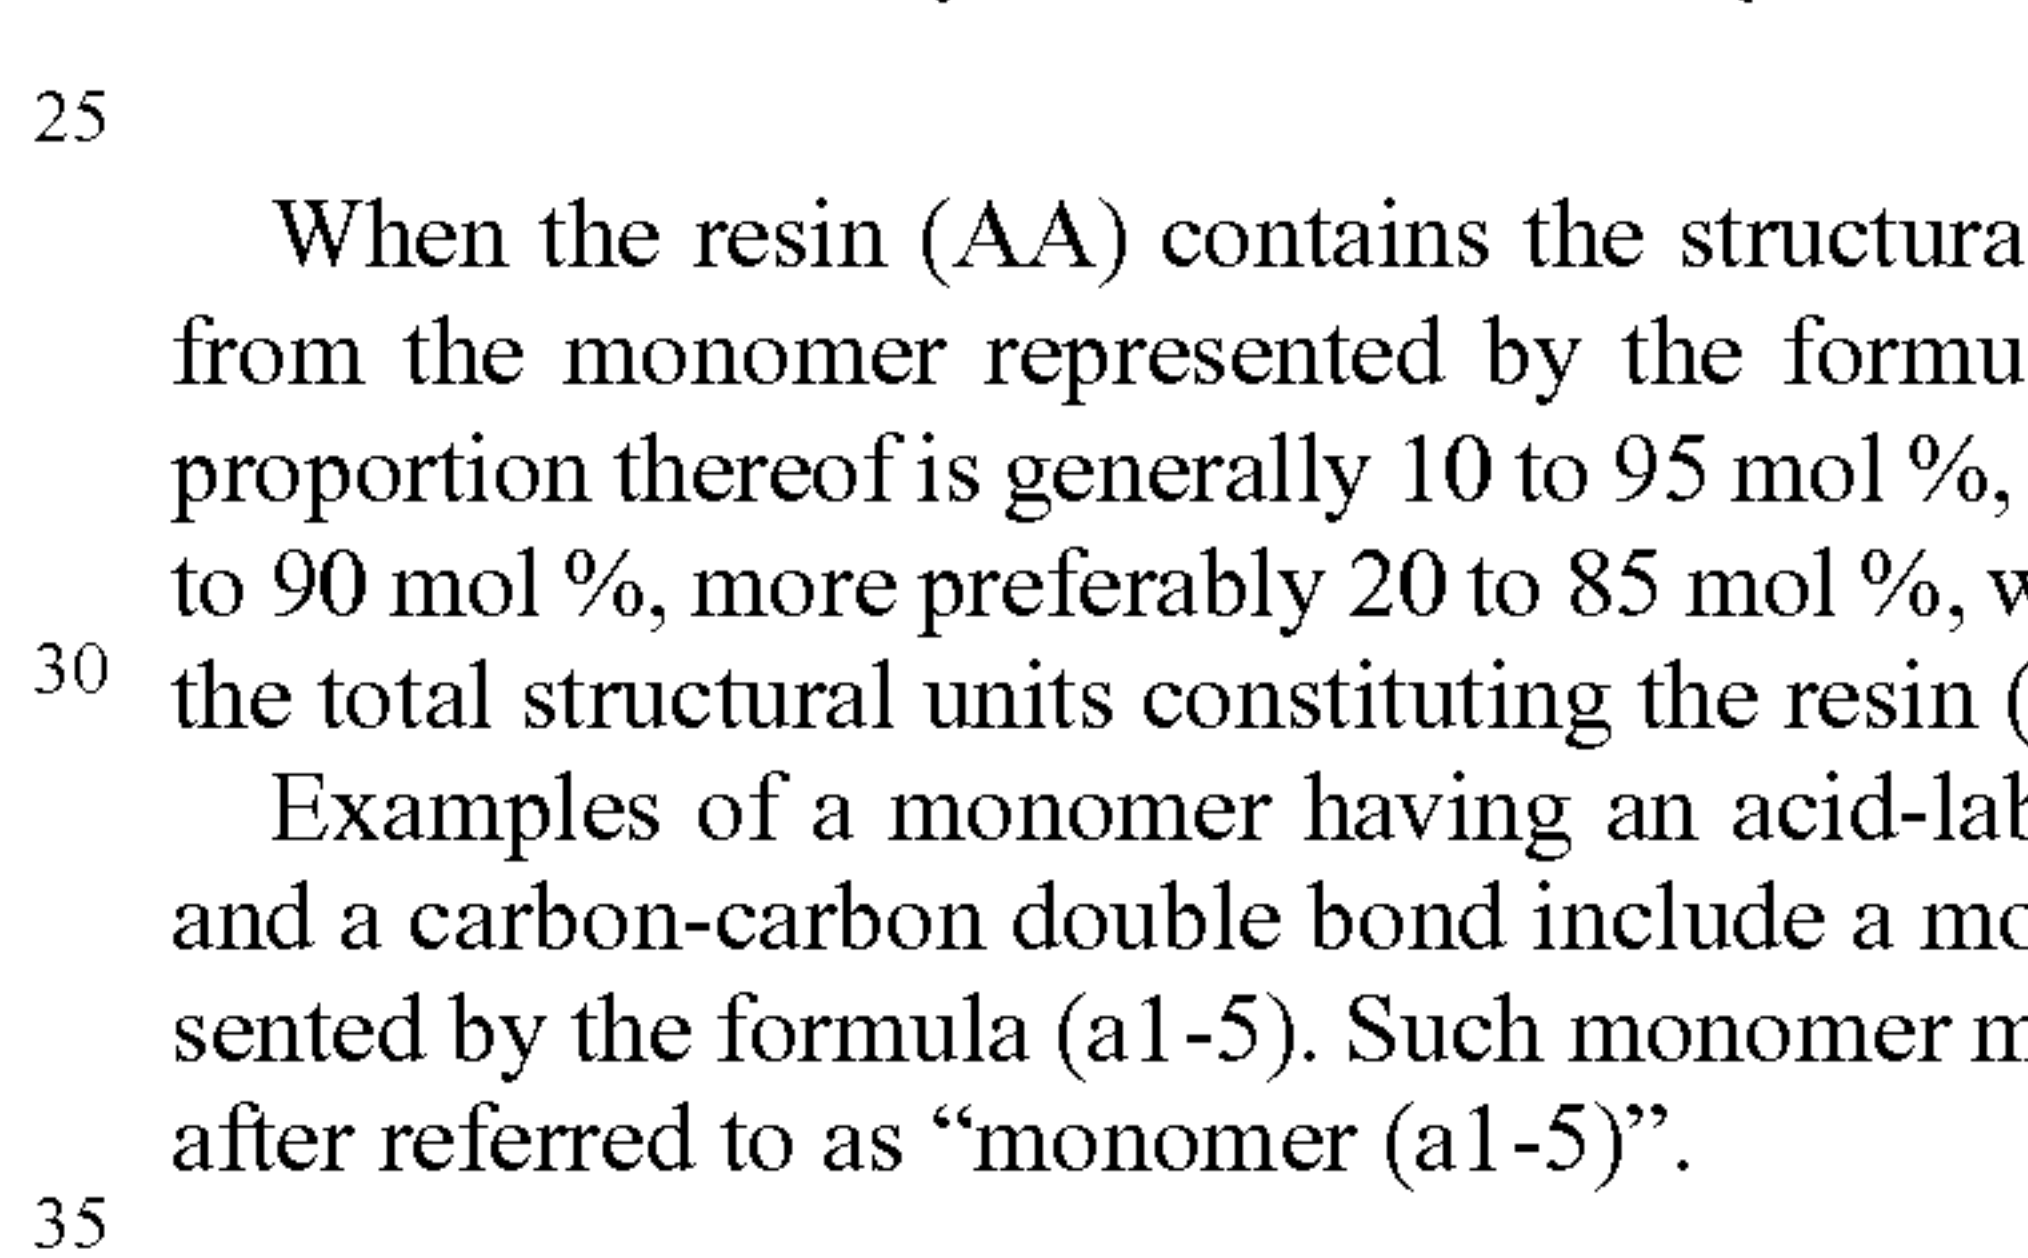 25
When the resin (AA) contains the structura
from the monomer represented by the formu
proportion thereof is generally 10 to 95 mol %,
to 90 mol %, more preferably 20 to 85 mol %, w
30
the total structural units constituting the resin (
Examples of a monomer having an acid-lab
and a carbon-carbon double bond include a mo
sented by the formula (a1-5). Such monomer m
after referred to as “monomer (a1-5)”.
35